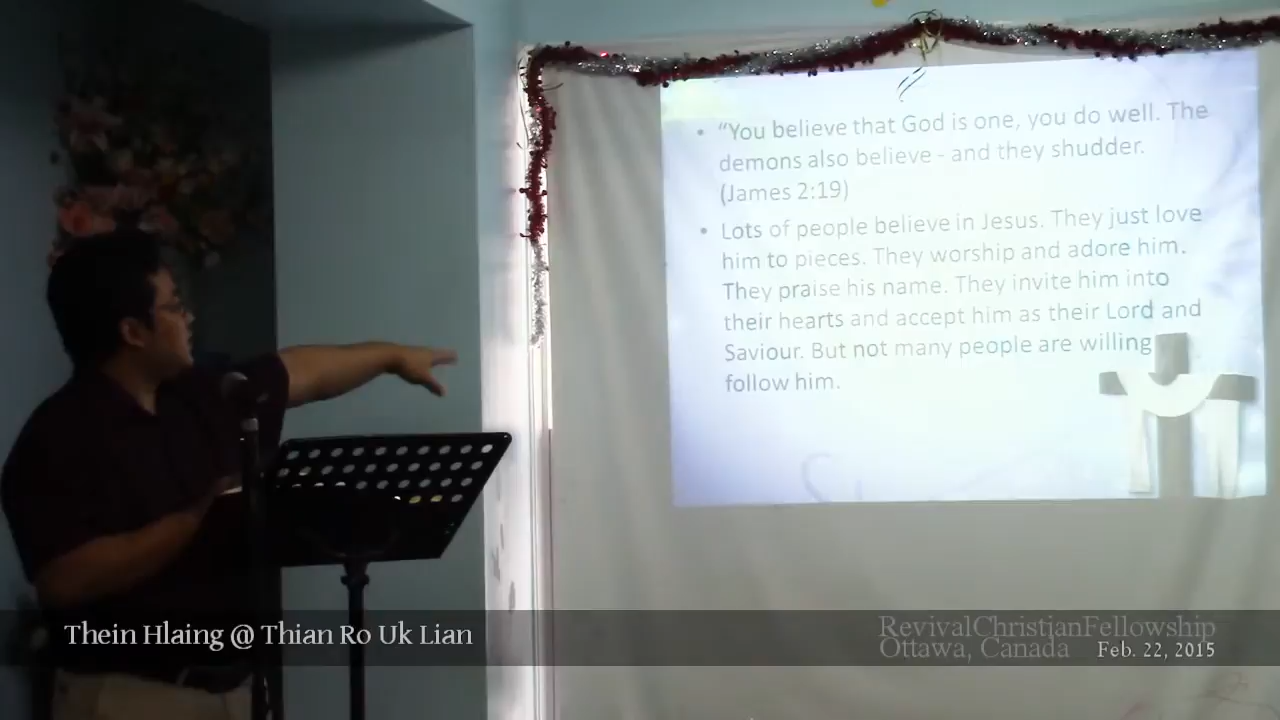 • “You believe that God is one, you do well. The
demons also believe - and they shudder.
(James 2:19)
• Lots of people believe in Jesus. They just love
him to pieces. They worship and adore him.
They praise his name. They invite him into
their hearts and accept him as their Lord and
Saviour. But not many people are willing
follow him.
Thein Hlaing @ Thian Ro Uk Lian
RevivalChristianFellowship
Ottawa, Canada Feb. 22, 2015